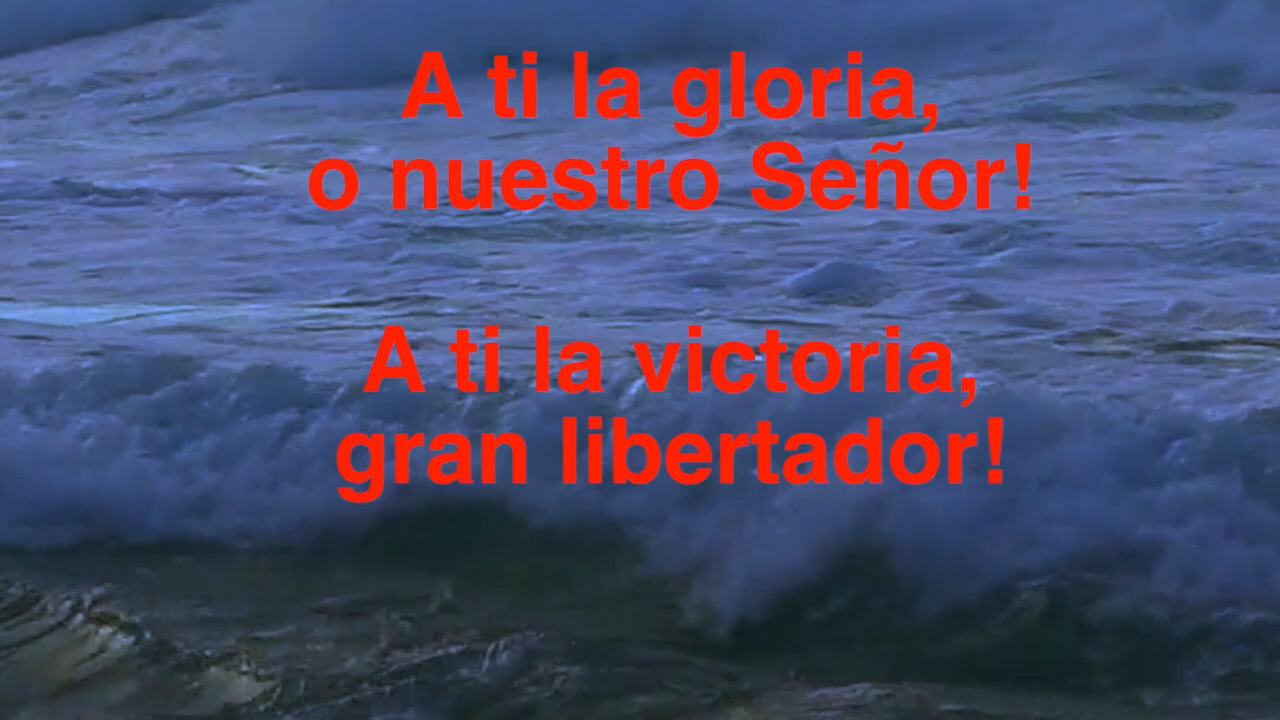 A ti la gloria,
o nuestro Señor!
A ti la victoria,
gran libertador!